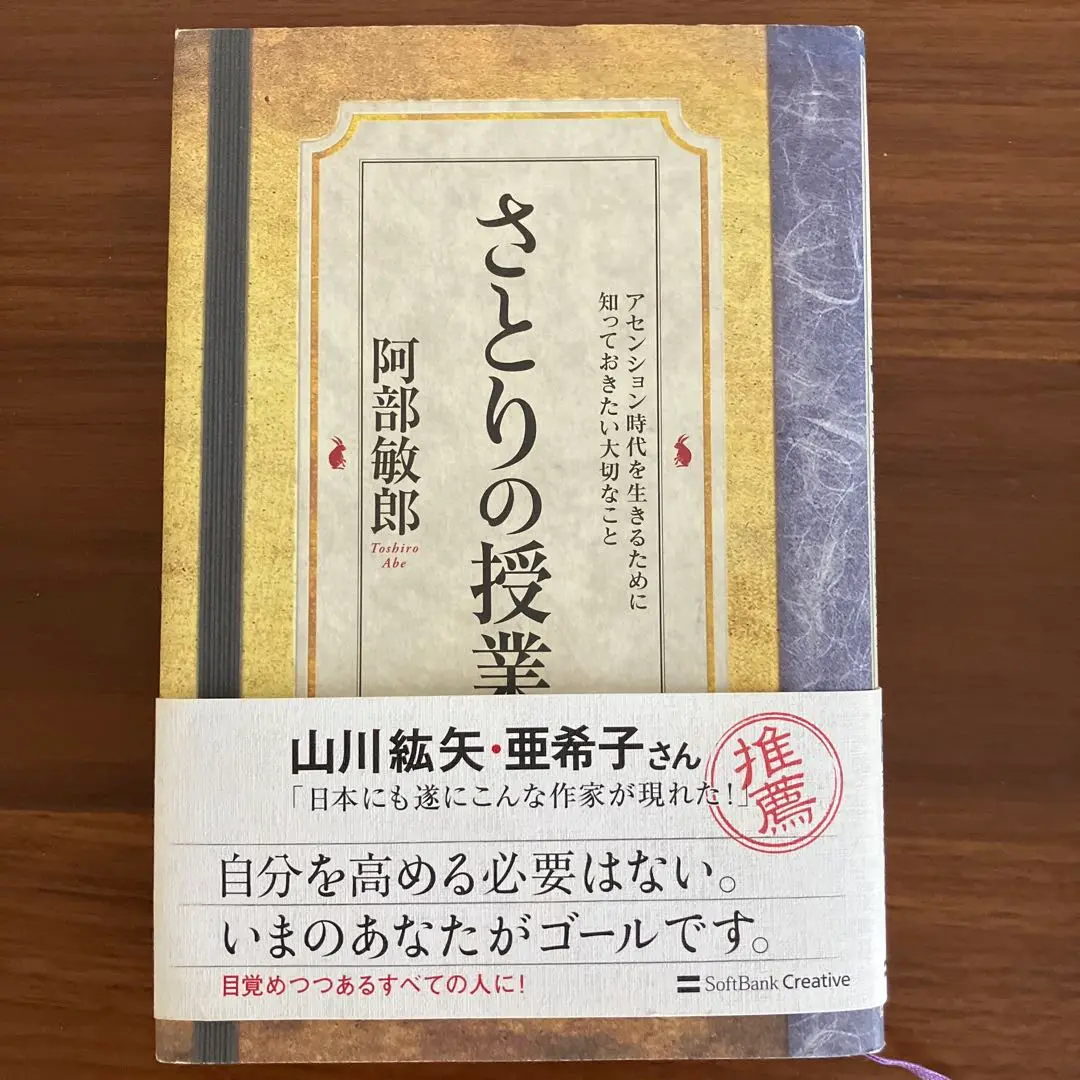 アセンション時代を生きるために
知っておきたい大切なこと
さとりの授業
阿部敏郎
Toshiro
Abe
山川紘矢・亜希子さん
「日本にも遂にこんな作家が現れた!」
推薦
自分を高める必要はない。
いまのあなたがゴールです。
目覚めつつあるすべての人に!
SoftBank Creative